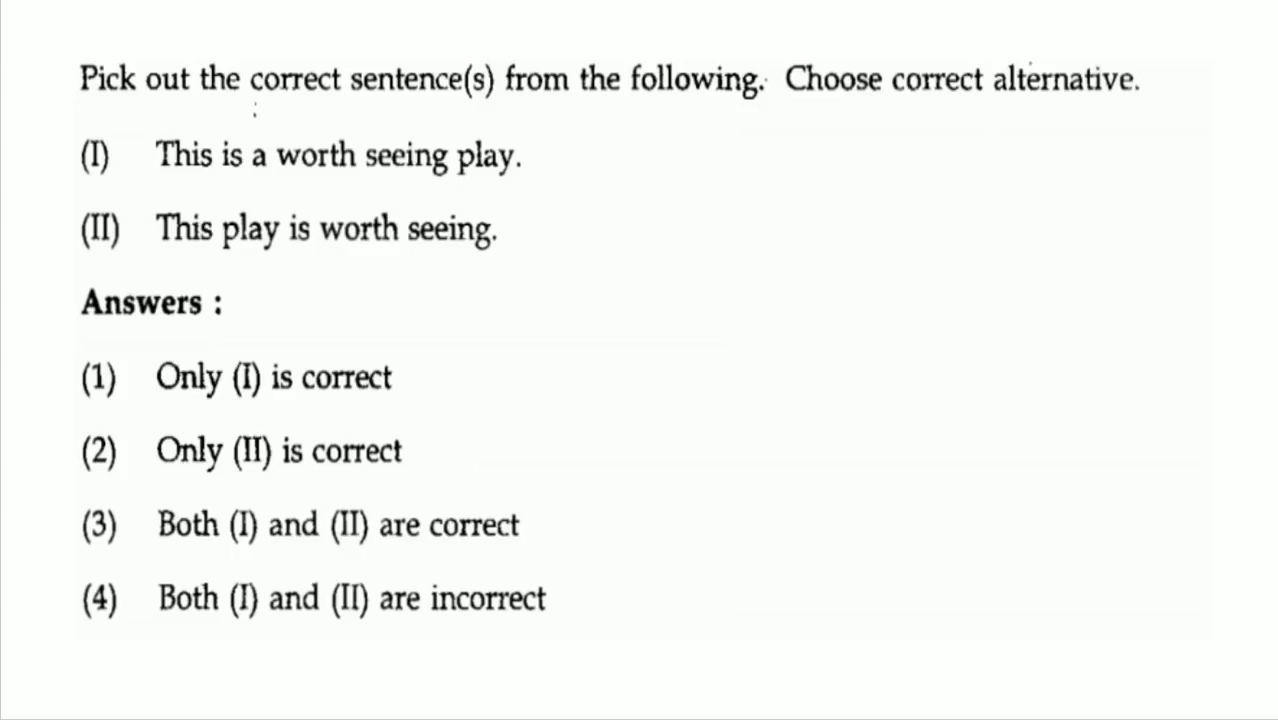 Pick out the correct sentence(s) from the following. Choose correct alternative.
(I) This is a worth seeing play.
(II) This play is worth seeing.
Answers :
(1) Only (I) is correct
(2) Only (II) is correct
(3) Both (I) and (II) are correct
(4) Both (I) and (II) are incorrect